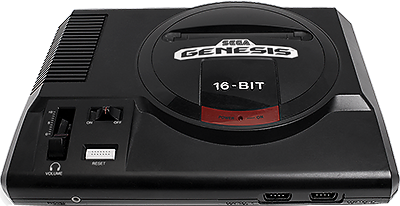 SEGA
GENESIS
16-BIT
ON OFF
RESET
VOLUME